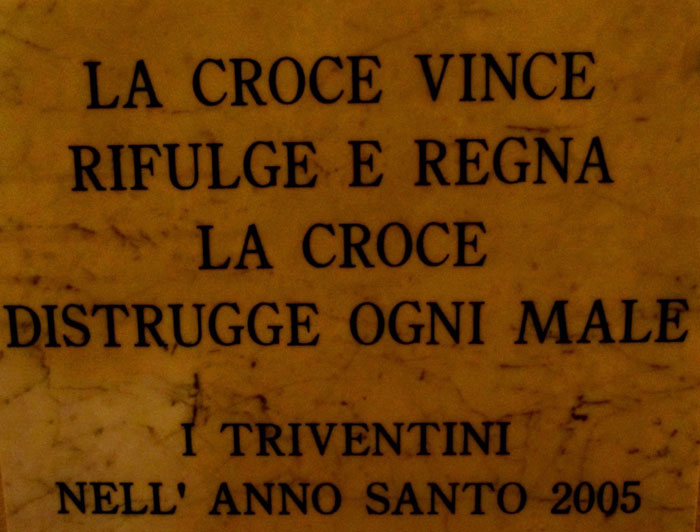 LA CROCE VINCE
RIFULGE E REGNA
LA CROCE
DISTRUGGE OGNI MALE
I TRIVENTINI
NELL' ANNO SANTO 2005